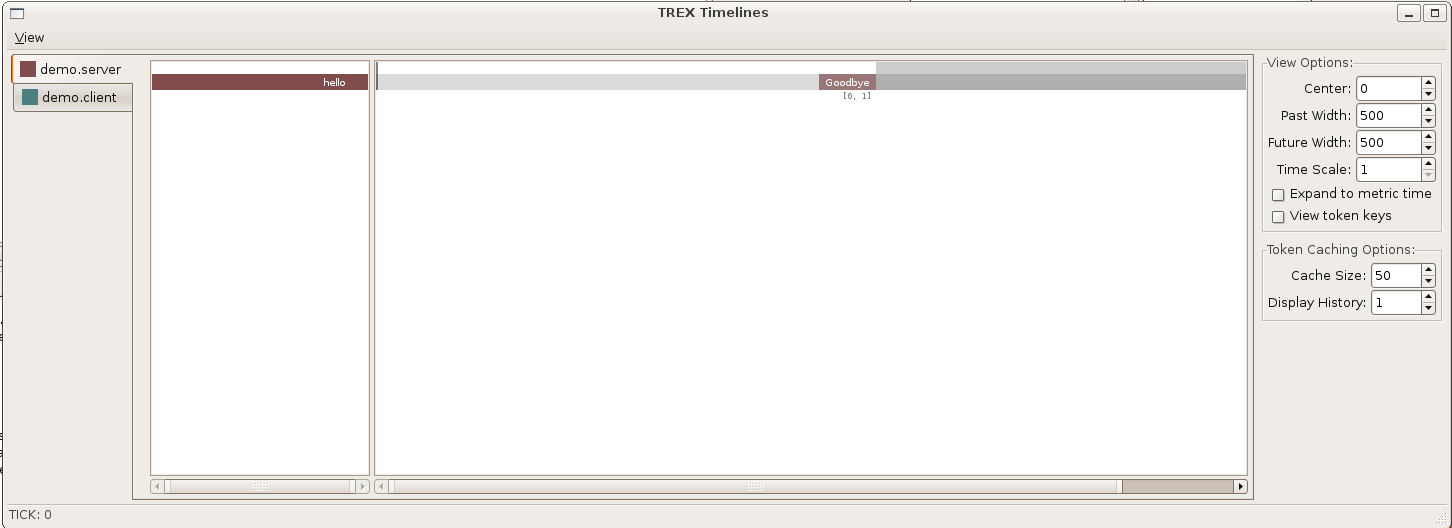 TREX Timelines
View
demo.server
demo.client
hello
Goodbye
[0, 1]
View Options:
Center: 0
Past Width: 500
Future Width: 500
Time Scale: 1
Expand to metric time
View token keys
Token Caching Options:
Cache Size: 50
Display History: 1
TICK: 0